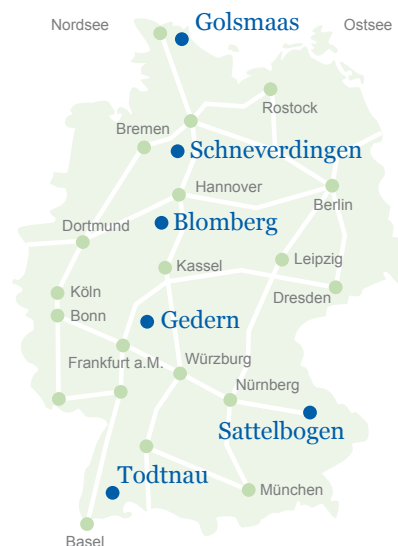 Nordsee
Golsmaas
Ostsee
Rostock
Bremen
Schneverdingen
Hannover
Berlin
Dortmund
Blomberg
Kassel
Leipzig
Köln
Dresden
Bonn
Gedern
Frankfurt a.M.
Würzburg
Nürnberg
Sattelbogen
Todtnau
München
Basel